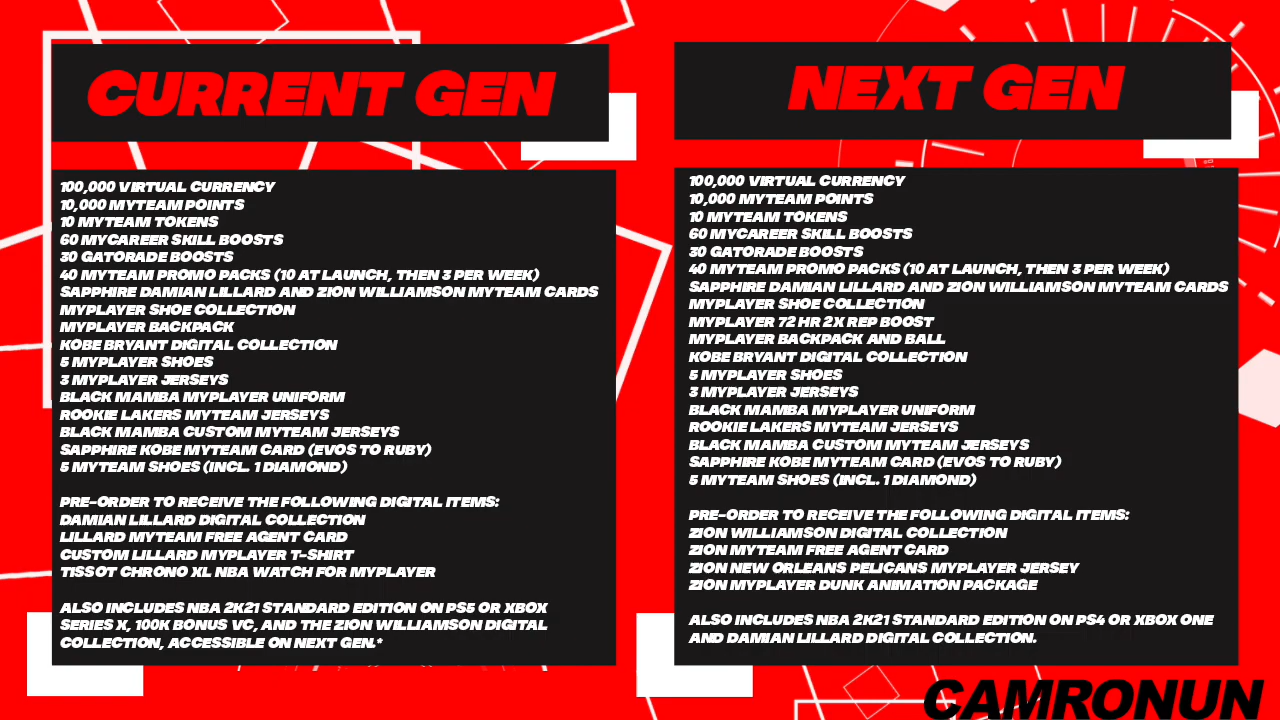 CURRENT GEN
100,000 VIRTUAL CURRENCY
10,000 MYTEAM POINTS
10 MYTEAM TOKENS
60 MYCAREER SKILL BOOSTS
30 GATORADE BOOSTS
40 MYTEAM PROMO PACKS (10 AT LAUNCH, THEN 3 PER WEEK)
SAPPHIRE DAMIAN LILLARD AND ZION WILLIAMSON MYTEAM CARDS
MYPLAYER SHOE COLLECTION
MYPLAYER BACKPACK
KOBE BRYANT DIGITAL COLLECTION
5 MYPLAYER SHOES
3 MYPLAYER JERSEYS
BLACK MAMBA MYPLAYER UNIFORM
ROOKIE LAKERS MYTEAM JERSEYS
BLACK MAMBA CUSTOM MYTEAM JERSEYS
SAPPHIRE KOBE MYTEAM CARD (EVOS TO RUBY)
5 MYTEAM SHOES (INCL. 1 DIAMOND)
PRE-ORDER TO RECEIVE THE FOLLOWING DIGITAL ITEMS:
DAMIAN LILLARD DIGITAL COLLECTION
LILLARD MYTEAM FREE AGENT CARD
CUSTOM LILLARD MYPLAYER T-SHIRT
TISSOT CHRONO XL NBA WATCH FOR MYPLAYER
ALSO INCLUDES NBA 2K21 STANDARD EDITION ON PS5 OR XBOX
SERIES X, 100K BONUS VC, AND THE ZION WILLIAMSON DIGITAL
COLLECTION, ACCESSIBLE ON NEXT GEN.*
NEXT GEN
100,000 VIRTUAL CURRENCY
10,000 MYTEAM POINTS
10 MYTEAM TOKENS
60 MYCAREER SKILL BOOSTS
30 GATORADE BOOSTS
40 MYTEAM PROMO PACKS (10 AT LAUNCH, THEN 3 PER WEEK)
SAPPHIRE DAMIAN LILLARD AND ZION WILLIAMSON MYTEAM CARDS
MYPLAYER SHOE COLLECTION
MYPLAYER 72 HR 2X REP BOOST
MYPLAYER BACKPACK AND BALL
KOBE BRYANT DIGITAL COLLECTION
5 MYPLAYER SHOES
3 MYPLAYER JERSEYS
BLACK MAMBA MYPLAYER UNIFORM
ROOKIE LAKERS MYTEAM JERSEYS
BLACK MAMBA CUSTOM MYTEAM JERSEYS
SAPPHIRE KOBE MYTEAM CARD (EVOS TO RUBY)
5 MYTEAM SHOES (INCL. 1 DIAMOND)
PRE-ORDER TO RECEIVE THE FOLLOWING DIGITAL ITEMS:
ZION WILLIAMSON DIGITAL COLLECTION
ZION MYTEAM FREE AGENT CARD
ZION NEW ORLEANS PELICANS MYPLAYER JERSEY
ZION MYPLAYER DUNK ANIMATION PACKAGE
ALSO INCLUDES NBA 2K21 STANDARD EDITION ON PS4 OR XBOX ONE
AND DAMIAN LILLARD DIGITAL COLLECTION.
CAMRONUN